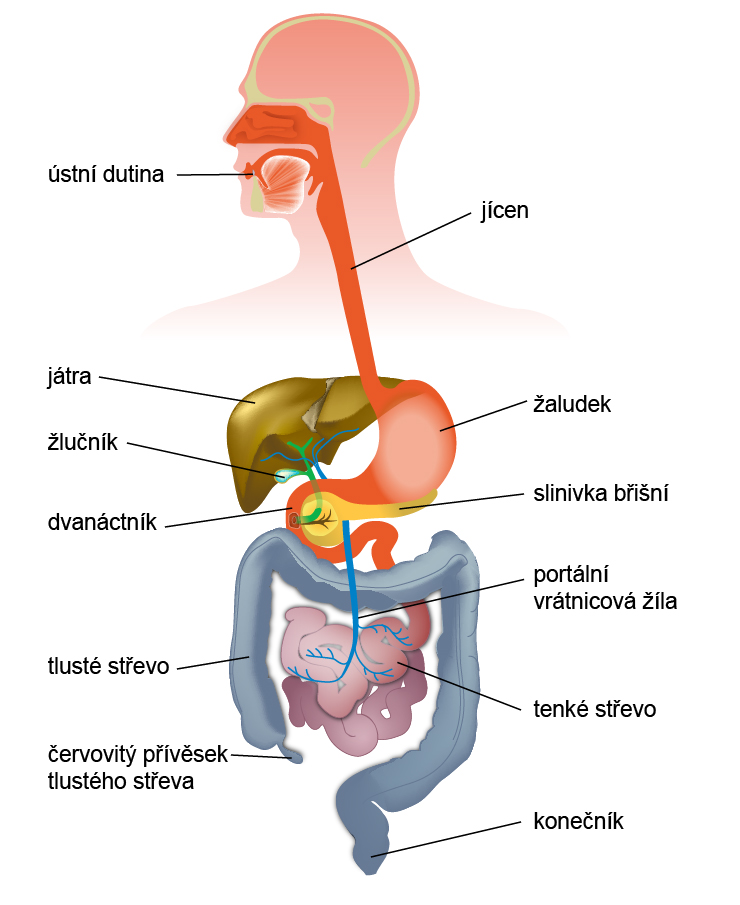 ústní dutina
jícen
játra
žaludek
žlučník
slinivka břišní
dvanáctník
portální
vrátnicová žíla
tlusté střevo
tenké střevo
červovitý přívěsek
tlustého střeva
konečník